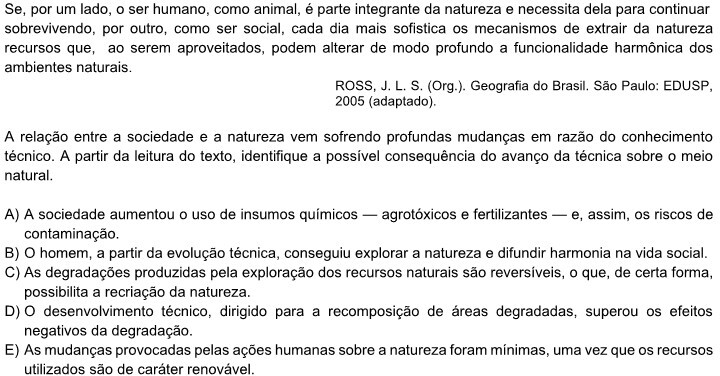 Se, por um lado, o ser humano, como animal, é parte integrante da natureza e necessita dela para continuar
sobrevivendo, por outro, como ser social, cada dia mais sofistica os mecanismos de extrair da natureza
recursos que, ao serem aproveitados, podem alterar de modo profundo a funcionalidade harmônica dos
ambientes naturais.
ROSS, J. L. S. (Org.). Geografia do Brasil. São Paulo: EDUSP,
2005 (adaptado).
A relação entre a sociedade e a natureza vem sofrendo profundas mudanças em razão do conhecimento
técnico. A partir da leitura do texto, identifique a possível consequência do avanço da técnica sobre o meio
natural.
A) A sociedade aumentou o uso de insumos químicos — agrotóxicos e fertilizantes — e, assim, os riscos de
contaminação.
B) O homem, a partir da evolução técnica, conseguiu explorar a natureza e difundir harmonia na vida social.
C) As degradações produzidas pela exploração dos recursos naturais são reversíveis, o que, de certa forma,
possibilita a recriação da natureza.
D) O desenvolvimento técnico, dirigido para a recomposição de áreas degradadas, superou os efeitos
negativos da degradação.
E) As mudanças provocadas pelas ações humanas sobre a natureza foram mínimas, uma vez que os recursos
utilizados são de caráter renovável.